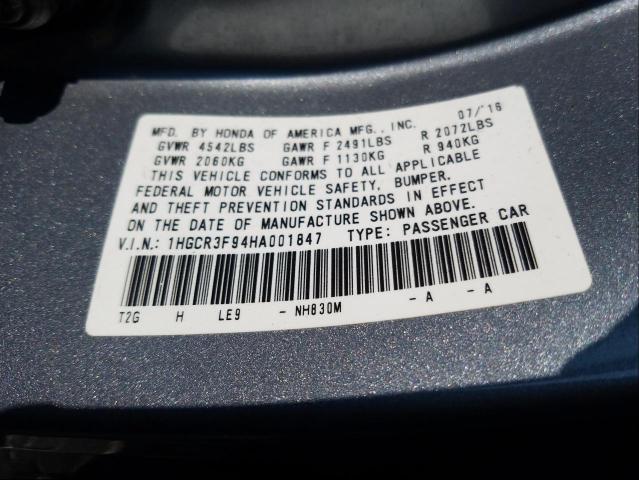 MFD. BY HONDA OF AMERICA MFG., INC. 07/'16
GVWR 4542LBS GAWR F 2491LBS R 2072LBS
GVWR 2060KG GAWR F 1130KG R 940KG
THIS VEHICLE CONFORMS TO ALL APPLICABLE
FEDERAL MOTOR VEHICLE SAFETY, BUMPER,
AND THEFT PREVENTION STANDARDS IN EFFECT
ON THE DATE OF MANUFACTURE SHOWN ABOVE.
V.I.N.: 1HGCR3F94HA001847 TYPE: PASSENGER CAR
T2G H LE9 - NH830M - A - A